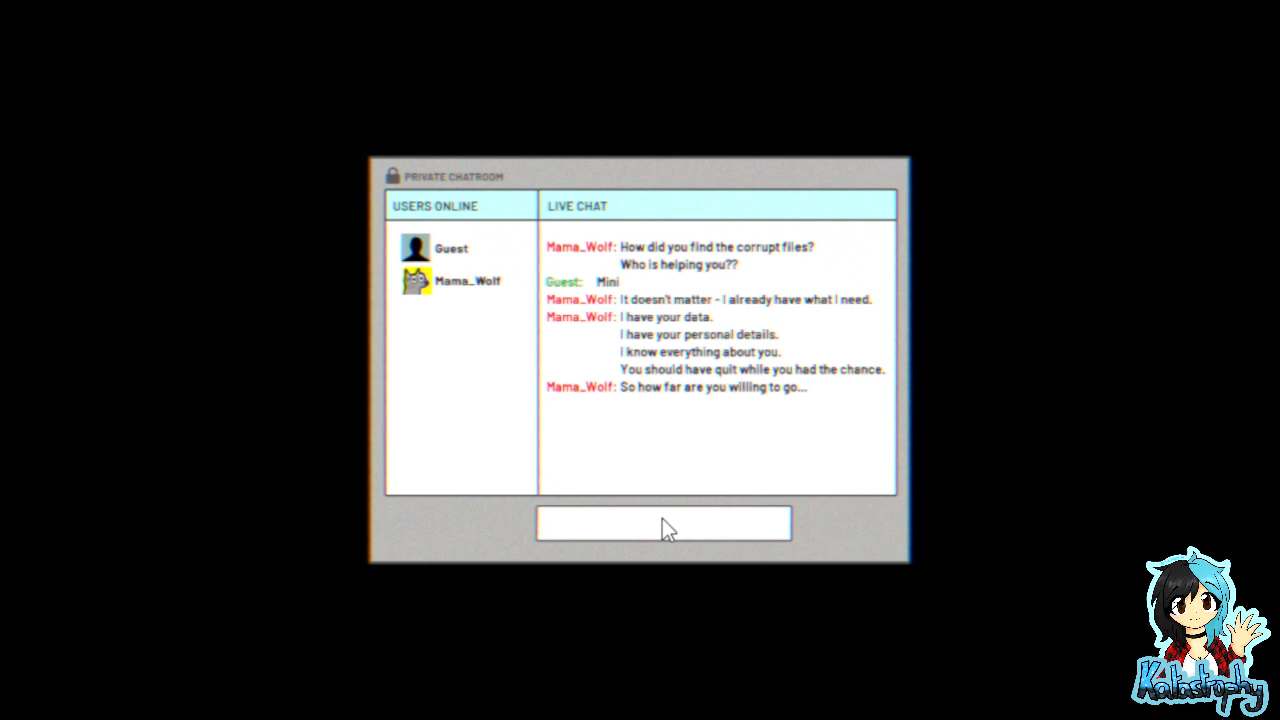 PRIVATE CHATROOM
USERS ONLINE
LIVE CHAT
Guest
Mama_Wolf
Mama_Wolf: How did you find the corrupt files?
Who is helping you??
Guest: Mini
Mama_Wolf: It doesn't matter - I already have what I need.
Mama_Wolf: I have your data.
I have your personal details.
I know everything about you.
You should have quit while you had the chance.
Mama_Wolf: So how far are you willing to go...
Katastrophy